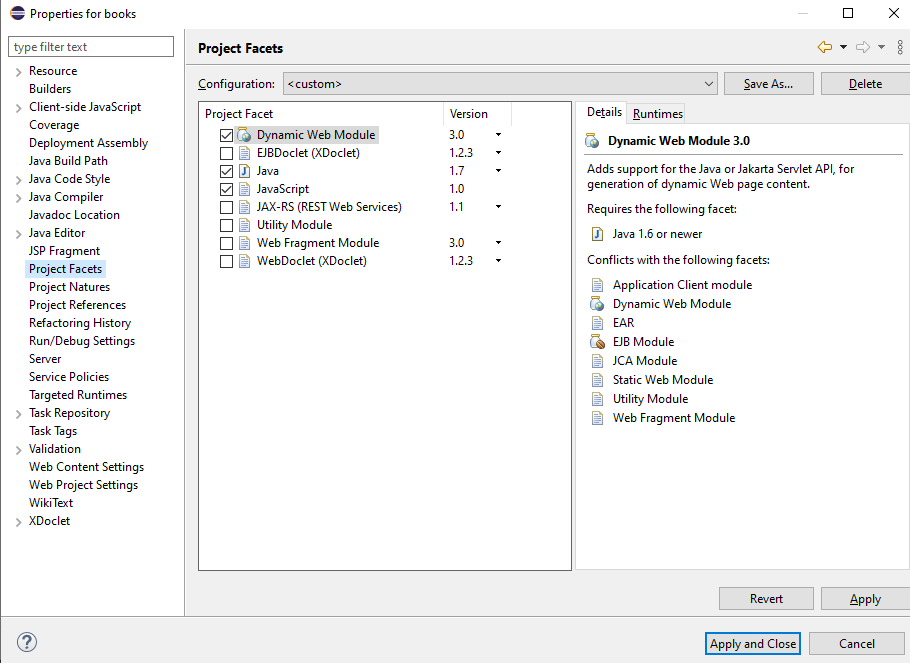 Properties for books
type filter text
Resource
Builders
Client-side JavaScript
Coverage
Deployment Assembly
Java Build Path
Java Code Style
Java Compiler
Javadoc Location
Java Editor
JSP Fragment
Project Facets
Project Natures
Project References
Refactoring History
Run/Debug Settings
Server
Service Policies
Targeted Runtimes
Task Repository
Task Tags
Validation
Web Content Settings
Web Project Settings
WikiText
XDoclet
Project Facets
Configuration: <custom> Save As... Delete
Project Facet Version
Dynamic Web Module 3.0
EJBDoclet (XDoclet) 1.2.3
Java 1.7
JavaScript 1.0
JAX-RS (REST Web Services) 1.1
Utility Module
Web Fragment Module 3.0
WebDoclet (XDoclet) 1.2.3
Details Runtimes
Dynamic Web Module 3.0
Adds support for the Java or Jakarta Servlet API, for
generation of dynamic Web page content.
Requires the following facet:
Java 1.6 or newer
Conflicts with the following facets:
Application Client module
Dynamic Web Module
EAR
EJB Module
JCA Module
Static Web Module
Utility Module
Web Fragment Module
Revert Apply
? Apply and Close Cancel